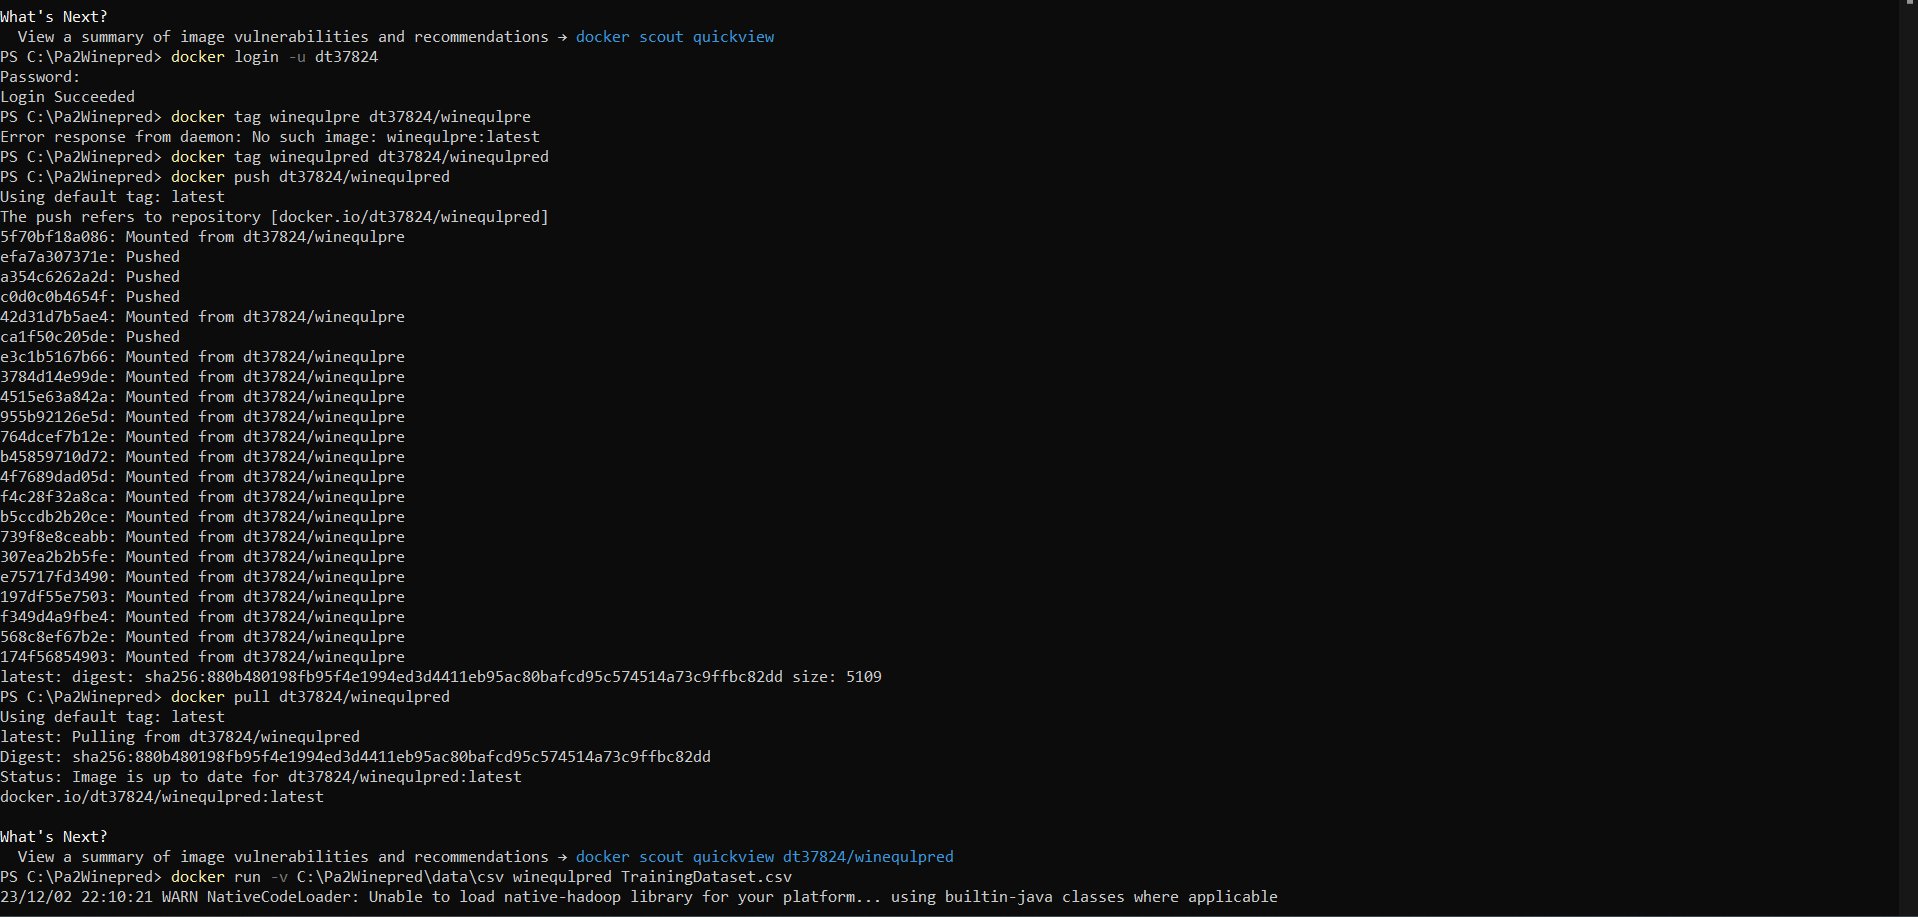 What's Next?
  View a summary of image vulnerabilities and recommendations → docker scout quickview
PS C:\Pa2Winepred> docker login -u dt37824
Password:
Login Succeeded
PS C:\Pa2Winepred> docker tag winequlpre dt37824/winequlpre
Error response from daemon: No such image: winequlpre:latest
PS C:\Pa2Winepred> docker tag winequlpred dt37824/winequlpred
PS C:\Pa2Winepred> docker push dt37824/winequlpred
Using default tag: latest
The push refers to repository [docker.io/dt37824/winequlpred]
5f70bf18a086: Mounted from dt37824/winequlpre
efa7a307371e: Pushed
a354c6262a2d: Pushed
c0d0c0b4654f: Pushed
42d31d7b5ae4: Mounted from dt37824/winequlpre
ca1f50c205de: Pushed
e3c1b5167b66: Mounted from dt37824/winequlpre
3784d14e99de: Mounted from dt37824/winequlpre
4515e63a842a: Mounted from dt37824/winequlpre
955b92126e5d: Mounted from dt37824/winequlpre
764dcef7b12e: Mounted from dt37824/winequlpre
b45859710d72: Mounted from dt37824/winequlpre
4f7689dad05d: Mounted from dt37824/winequlpre
f4c28f32a8ca: Mounted from dt37824/winequlpre
b5ccdb2b20ce: Mounted from dt37824/winequlpre
739f8e8ceabb: Mounted from dt37824/winequlpre
307ea2b2b5fe: Mounted from dt37824/winequlpre
e75717fd3490: Mounted from dt37824/winequlpre
197df55e7503: Mounted from dt37824/winequlpre
f349d4a9fbe4: Mounted from dt37824/winequlpre
568c8ef67b2e: Mounted from dt37824/winequlpre
174f56854903: Mounted from dt37824/winequlpre
latest: digest: sha256:880b480198fb95f4e1994ed3d4411eb95ac80bafcd95c574514a73c9ffbc82dd size: 5109
PS C:\Pa2Winepred> docker pull dt37824/winequlpred
Using default tag: latest
latest: Pulling from dt37824/winequlpred
Digest: sha256:880b480198fb95f4e1994ed3d4411eb95ac80bafcd95c574514a73c9ffbc82dd
Status: Image is up to date for dt37824/winequlpred:latest
docker.io/dt37824/winequlpred:latest

What's Next?
  View a summary of image vulnerabilities and recommendations → docker scout quickview dt37824/winequlpred
PS C:\Pa2Winepred> docker run -v C:\Pa2Winepred\data\csv winequlpred TrainingDataset.csv
23/12/02 22:10:21 WARN NativeCodeLoader: Unable to load native-hadoop library for your platform... using builtin-java classes where applicable